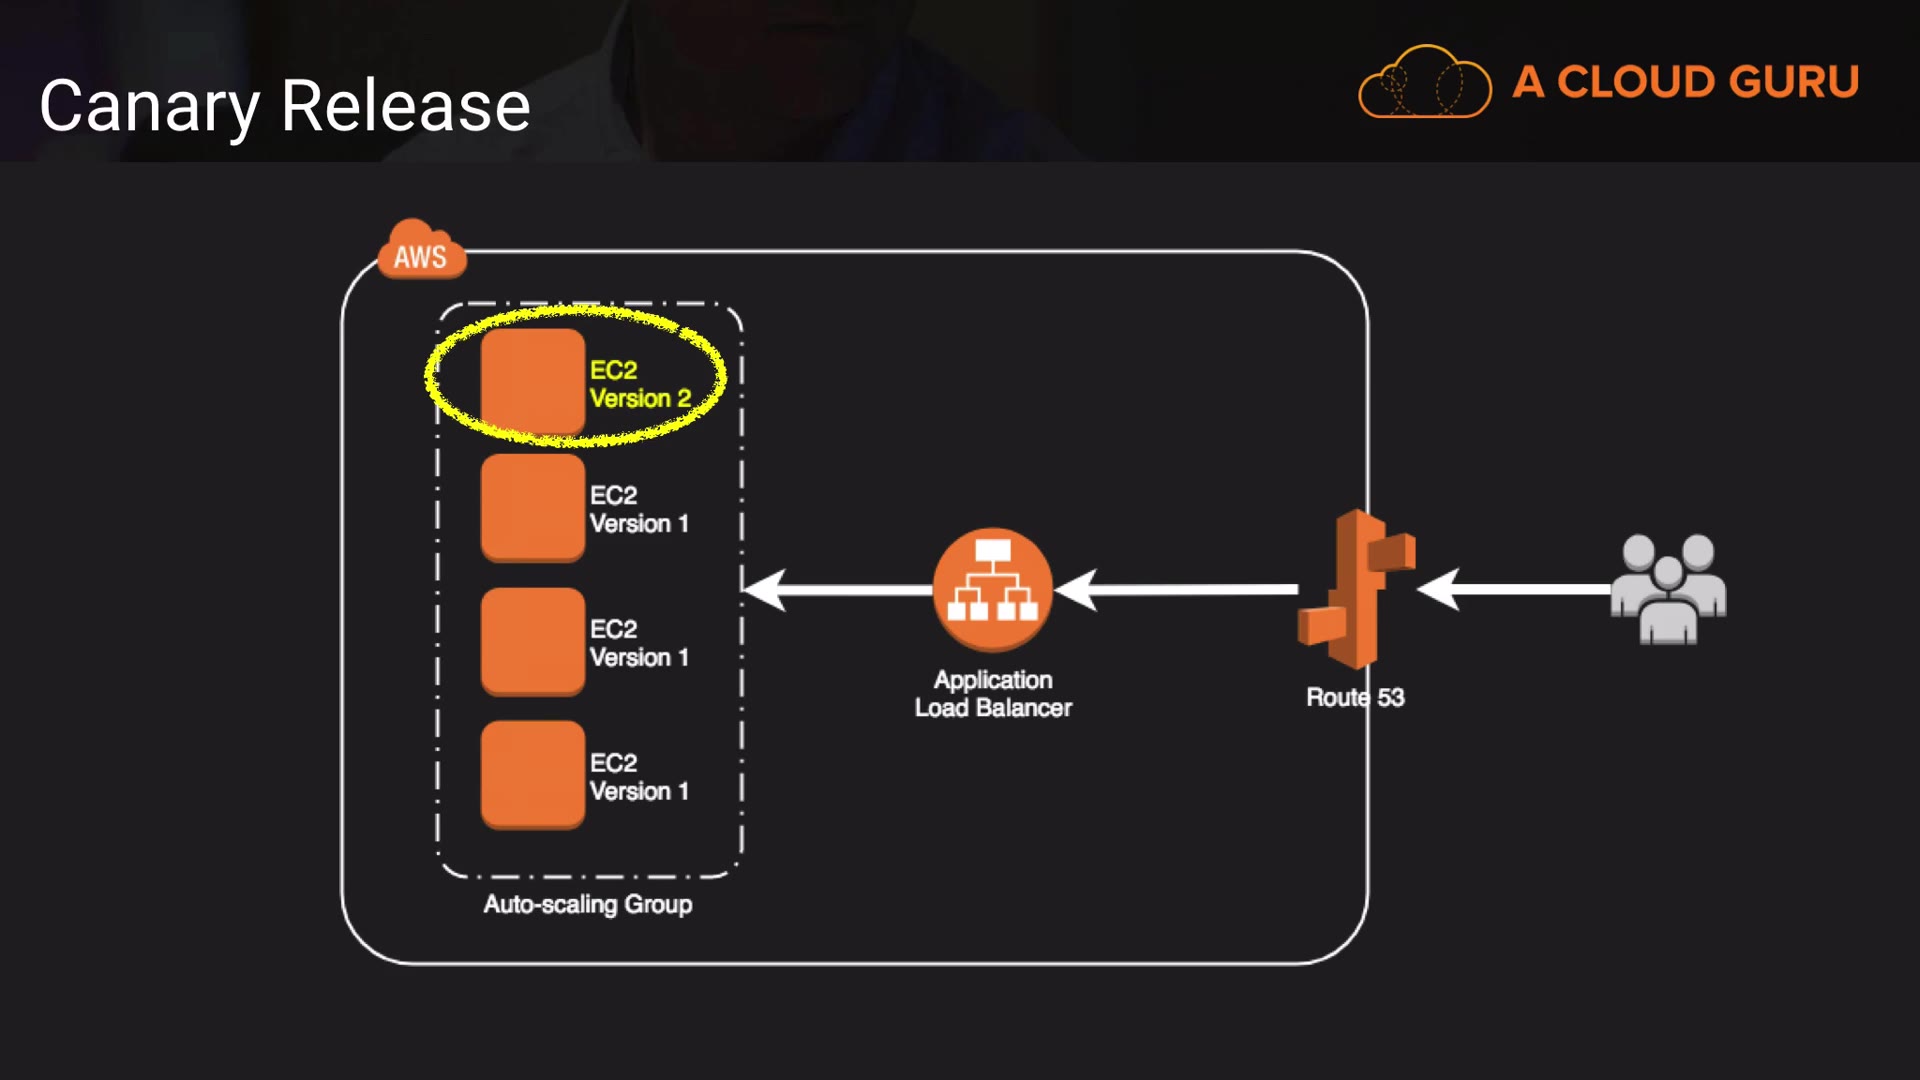 Canary Release
A CLOUD GURU
AWS
EC2
Version 2
EC2
Version 1
EC2
Version 1
EC2
Version 1
Auto-scaling Group
Application
Load Balancer
Route 53